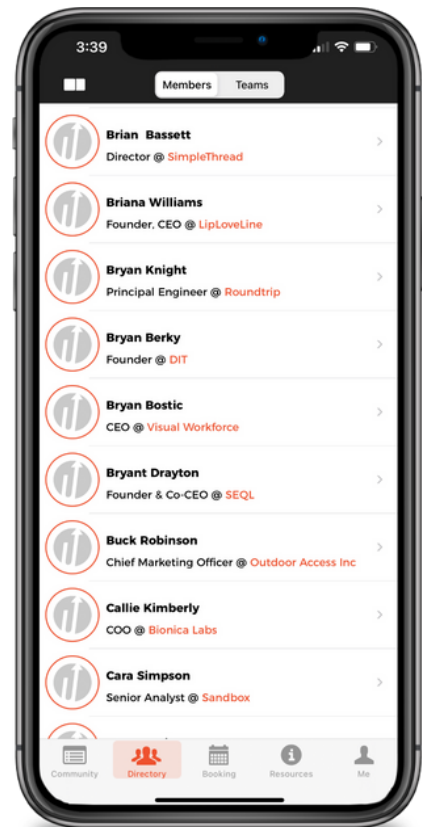 3:39
Members Teams
Brian Bassett
Director @ SimpleThread
Briana Williams
Founder, CEO @ LipLoveLine
Bryan Knight
Principal Engineer @ Roundtrip
Bryan Berky
Founder @ DIT
Bryan Bostic
CEO @ Visual Workforce
Bryant Drayton
Founder & Co-CEO @ SEQL
Buck Robinson
Chief Marketing Officer @ Outdoor Access Inc
Callie Kimberly
COO @ Bionica Labs
Cara Simpson
Senior Analyst @ Sandbox
Community Directory Booking Resources Me